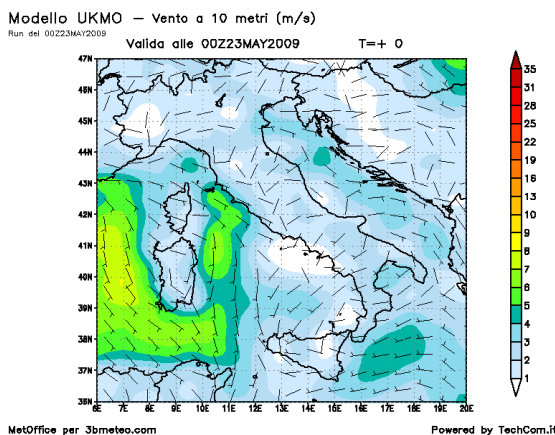 Modello UKMO – Vento a 10 metri (m/s)
Run del 00Z23MAY2009
Valida alle 00Z23MAY2009 T=+ 0
47N
46N
45N
44N
43N
42N
41N
40N
39N
38N
37N
36N
6E 7E 8E 9E 10E 11E 12E 13E 14E 15E 16E 17E 18E 19E 20E
35
31
28
25
22
19
16
13
10
9
8
7
6
5
4
3
2
1
MetOffice per 3bmeteo.com
Powered by TechCom.it